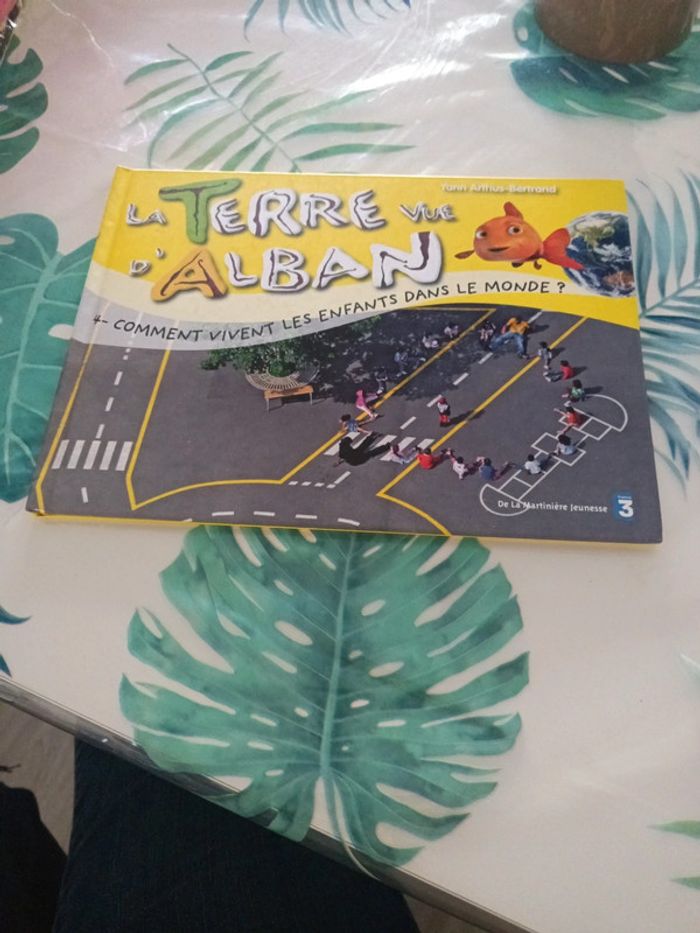 Yann Arthus-Bertrand
LA TERRE VUE
D'ALBAN
4- COMMENT VIVENT LES ENFANTS DANS LE MONDE ?
De La Martinière Jeunesse
france
3